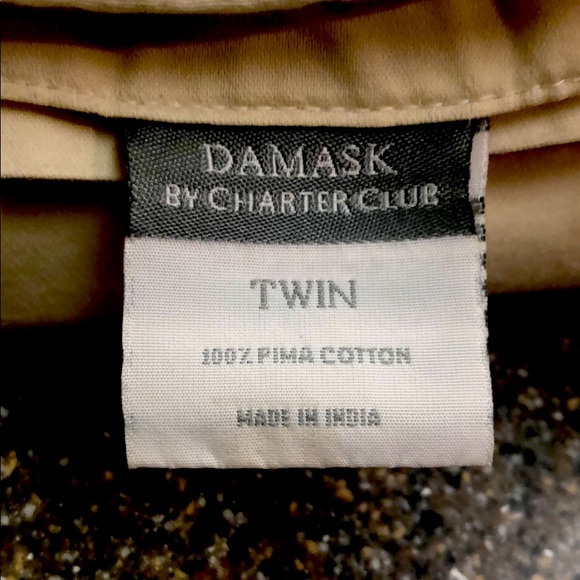 DAMASK
BY CHARTER CLUB
TWIN
100% PIMA COTTON
MADE IN INDIA